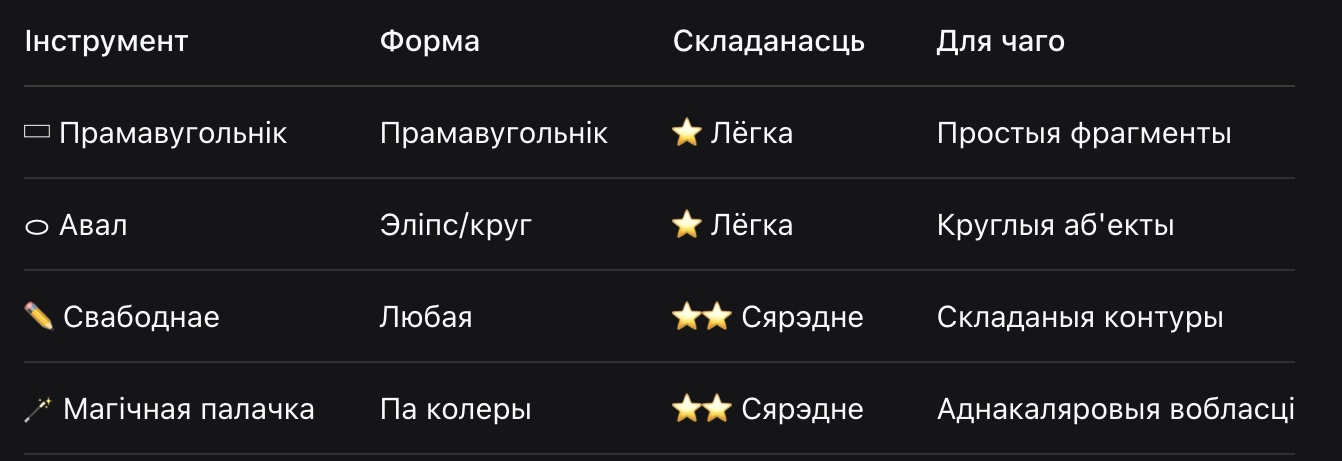 Інструмент Форма Складанасць Для чаго
▭ Прамавугольнік Прамавугольнік ⭐ Лёгка Простыя фрагменты
⬭ Авал Эліпс/круг ⭐ Лёгка Круглыя аб'екты
✏️ Свабоднае Любая ⭐⭐ Сярэдне Складаныя контуры
🪄 Магічная палачка Па колеры ⭐⭐ Сярэдне Аднакаляровыя вобласці